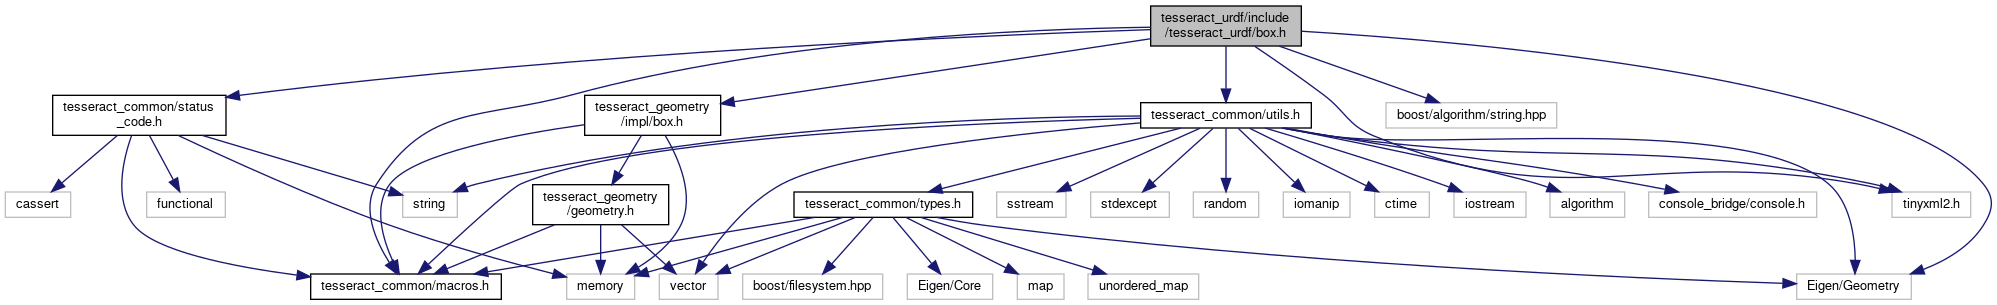 tesseract_urdf/include
/tesseract_urdf/box.h
tesseract_common/status
_code.h
tesseract_geometry
/impl/box.h
tesseract_common/utils.h
boost/algorithm/string.hpp
cassert
functional
string
tesseract_geometry
/geometry.h
tesseract_common/types.h
sstream
stdexcept
random
iomanip
ctime
iostream
algorithm
console_bridge/console.h
tinyxml2.h
tesseract_common/macros.h
memory
vector
boost/filesystem.hpp
Eigen/Core
map
unordered_map
Eigen/Geometry